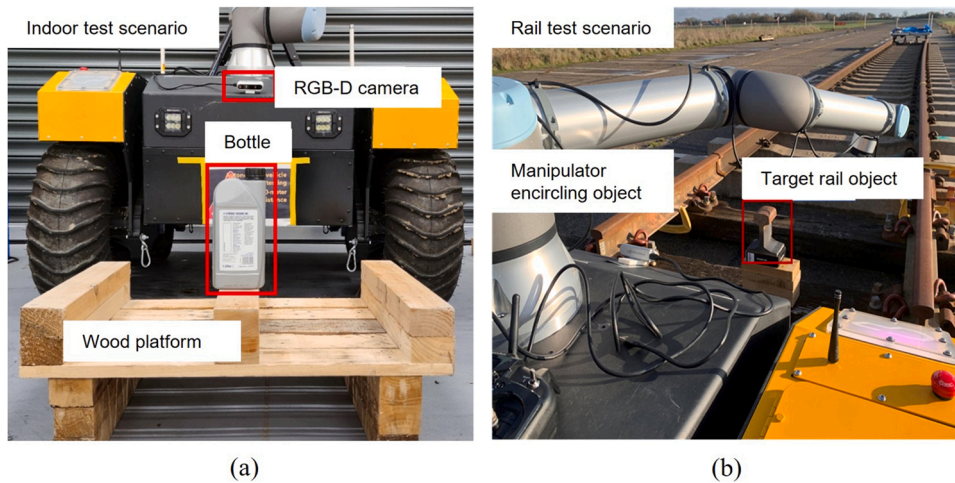 Indoor test scenario
RGB-D camera
Bottle
Wood platform
(a)
Rail test scenario
Manipulator
encircling object
Target rail object
(b)